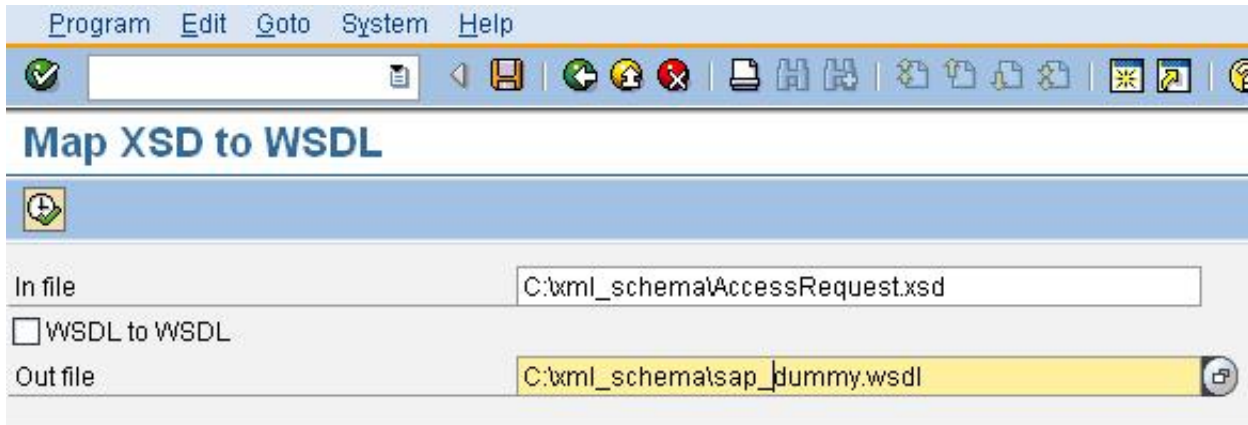 Program Edit Goto System Help
Map XSD to WSDL
In file C:\xml_schema\AccessRequest.xsd
WSDL to WSDL
Out file C:\xml_schema\sap_dummy.wsdl